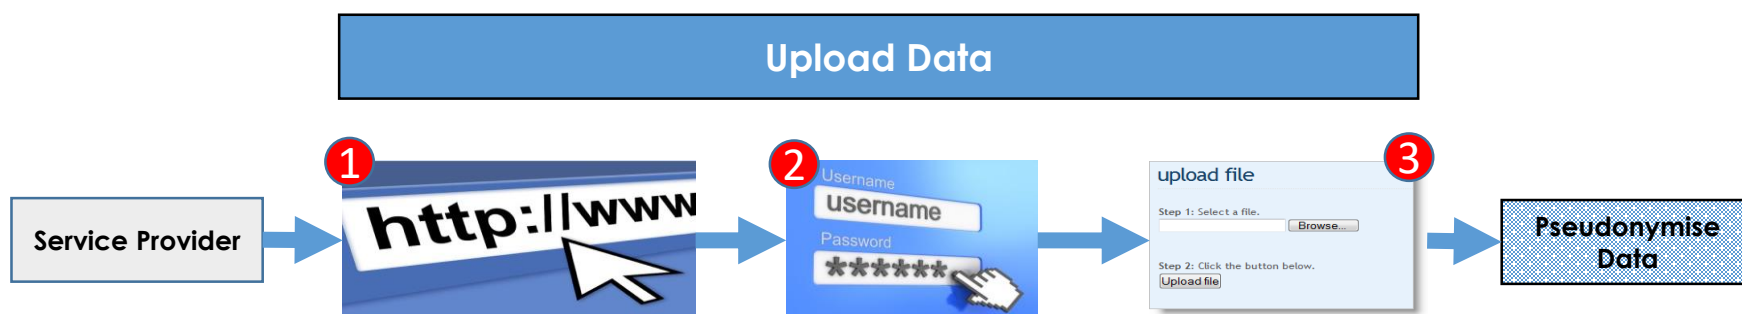 Upload Data
1
2
3
Service Provider
http://www
Username
username
Password
******
upload file
Step 1: Select a file.
Browse...
Step 2: Click the button below.
Upload file
Pseudonymise
Data